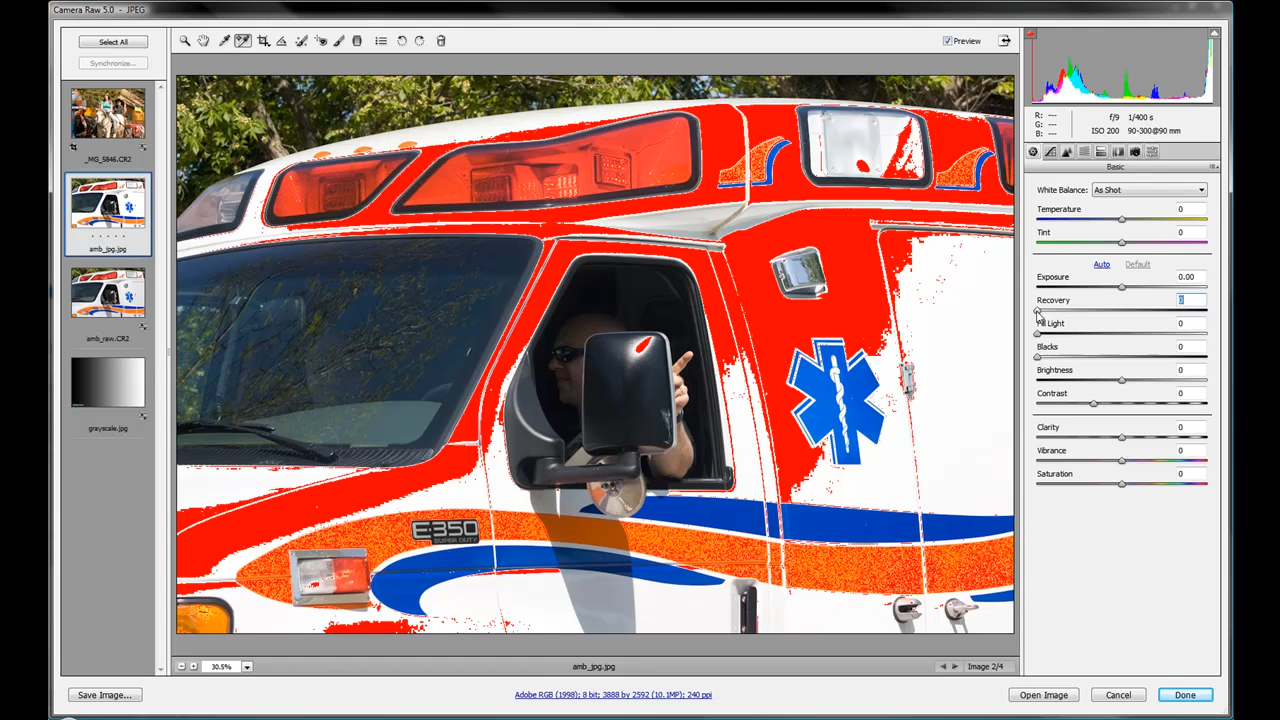 Camera Raw 5.0 - JPEG
Select All
Synchronize...
_MG_5846.CR2
amb_jpg.jpg
amb_raw.CR2
grayscale.jpg
Preview
E-350
SUPER DUTY
30.5%
amb_jpg.jpg
Image 2/4
R: ---
G: ---
B: ---
f/9 1/400 s
ISO 200 90-300@90 mm
Basic
White Balance: As Shot
Temperature 0
Tint 0
Auto Default
Exposure 0.00
Recovery 0
Fill Light 0
Blacks 0
Brightness 0
Contrast 0
Clarity 0
Vibrance 0
Saturation 0
Save Image...
Adobe RGB (1998); 8 bit; 3888 by 2592 (10.1MP); 240 ppi
Open Image
Cancel
Done